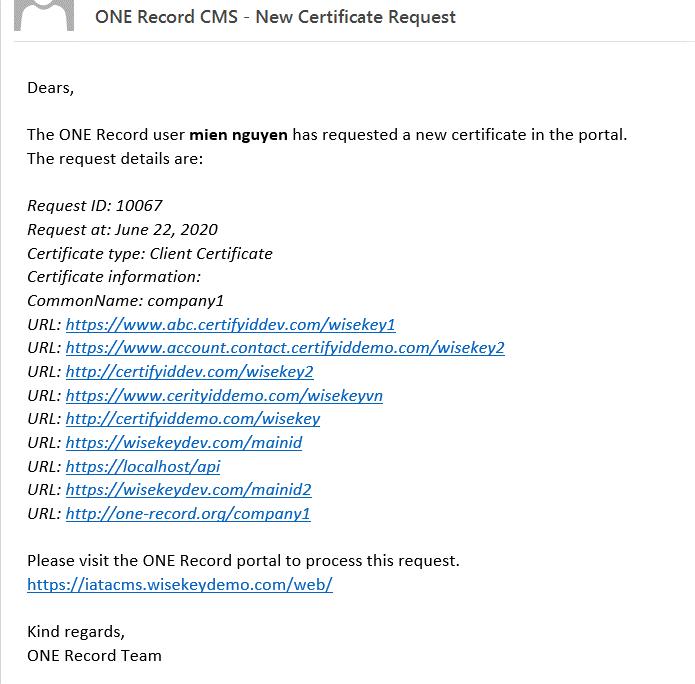 ONE Record CMS - New Certificate Request
Dears,
The ONE Record user mien nguyen has requested a new certificate in the portal.
The request details are:
Request ID: 10067
Request at: June 22, 2020
Certificate type: Client Certificate
Certificate information:
CommonName: company1
URL: https://www.abc.certifyiddev.com/wisekey1
URL: https://www.account.contact.certifyiddemo.com/wisekey2
URL: http://certifyiddev.com/wisekey2
URL: https://www.cerityiddemo.com/wisekeyvn
URL: http://certifyiddemo.com/wisekey
URL: https://wisekeydev.com/mainid
URL: https://localhost/api
URL: https://wisekeydev.com/mainid2
URL: http://one-record.org/company1
Please visit the ONE Record portal to process this request.
https://iatacms.wisekeydemo.com/web/
Kind regards,
ONE Record Team